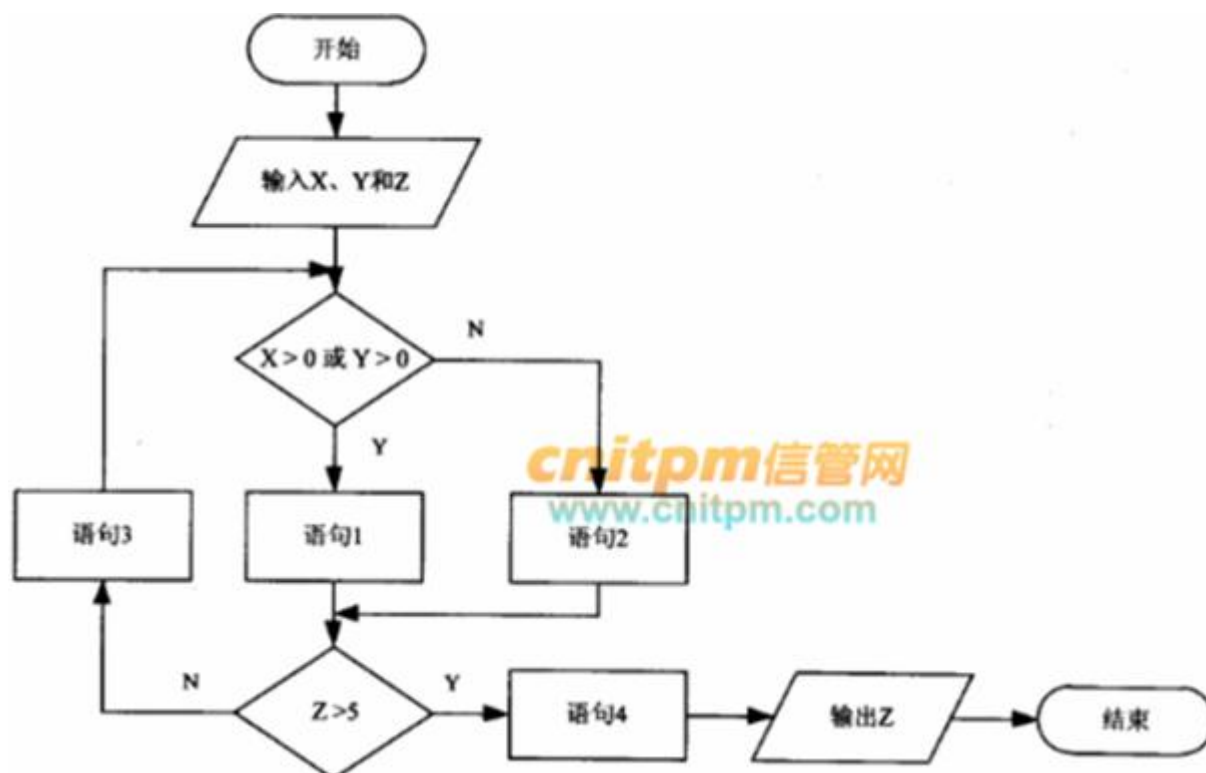 开始
输入X、Y和Z
X > 0 或 Y > 0
N
Y
cnitpm信管网
www.cnitpm.com
语句3
语句1
语句2
N
Z >5
Y
语句4
输出Z
结束